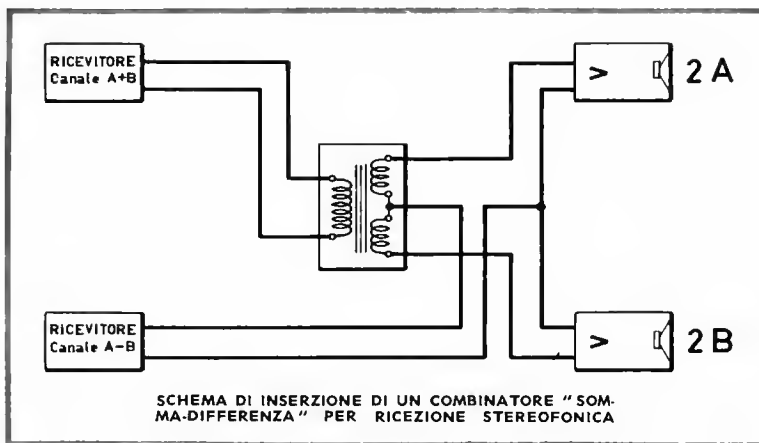 RICEVITORE
Canale A+B
> 2 A
RICEVITORE
Canale A-B
> 2 B
SCHEMA DI INSERZIONE DI UN COMBINATORE "SOM-
MA-DIFFERENZA" PER RICEZIONE STEREOFONICA